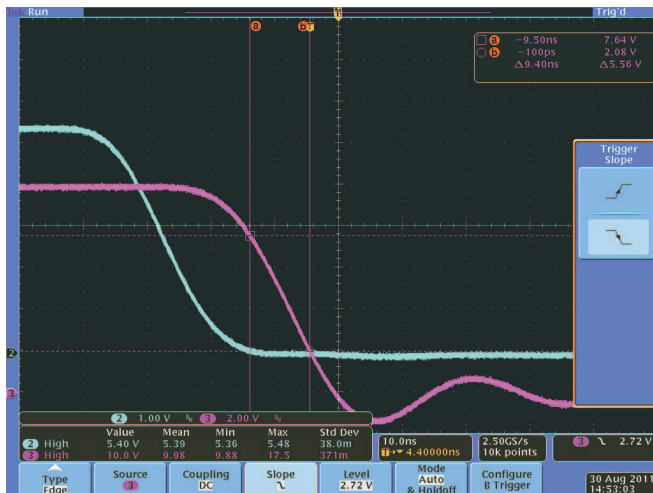 Tek Run Trig'd
a b T
a −9.50ns 7.64 V
b −100ps 2.08 V
Δ9.40ns Δ5.56 V
Trigger
Slope
2
3
2 1.00 V 3 2.00 V
Value Mean Min Max Std Dev
2 High 5.40 V 5.39 5.36 5.48 38.0m
3 High 10.0 V 9.98 9.88 17.5 371m
10.0ns
T→▼ 4.40000ns
2.50GS/s
10k points
3 2.72 V
Type
Edge
Source
3
Coupling
DC
Slope
Level
2.72 V
Mode
Auto
& Holdoff
Configure
B Trigger
30 Aug 2011
14:53:03